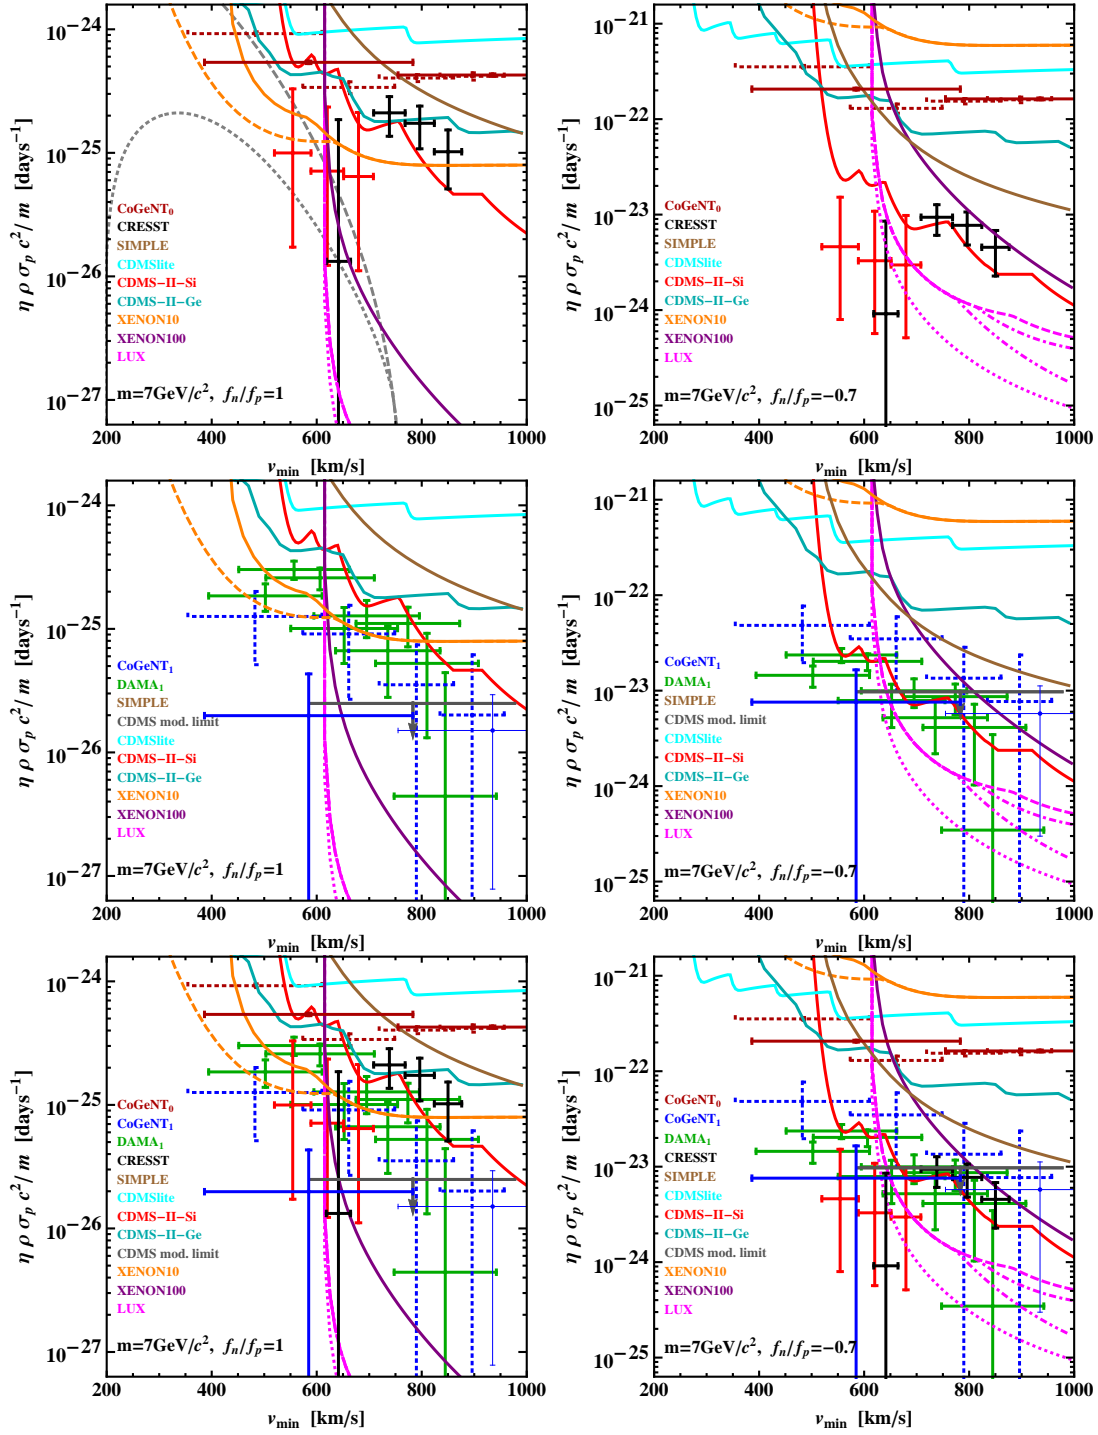 10−24
10−25
10−26
10−27
η ρ σp c2/ m [days−1]
CoGeNT0
CRESST
SIMPLE
CDMSlite
CDMS−II−Si
CDMS−II−Ge
XENON10
XENON100
LUX
m=7GeV/c2, fn/fp=1
200 400 600 800 1000
vmin [km/s]
10−21
10−22
10−23
10−24
10−25
η ρ σp c2/ m [days−1]
CoGeNT0
CRESST
SIMPLE
CDMSlite
CDMS−II−Si
CDMS−II−Ge
XENON10
XENON100
LUX
m=7GeV/c2, fn/fp=−0.7
200 400 600 800 1000
vmin [km/s]
10−24
10−25
10−26
10−27
η ρ σp c2/ m [days−1]
CoGeNT1
DAMA1
SIMPLE
CDMS mod. limit
CDMSlite
CDMS−II−Si
CDMS−II−Ge
XENON10
XENON100
LUX
m=7GeV/c2, fn/fp=1
200 400 600 800 1000
vmin [km/s]
10−21
10−22
10−23
10−24
10−25
η ρ σp c2/ m [days−1]
CoGeNT1
DAMA1
SIMPLE
CDMS mod. limit
CDMSlite
CDMS−II−Si
CDMS−II−Ge
XENON10
XENON100
LUX
m=7GeV/c2, fn/fp=−0.7
200 400 600 800 1000
vmin [km/s]
10−24
10−25
10−26
10−27
η ρ σp c2/ m [days−1]
CoGeNT0
CoGeNT1
DAMA1
CRESST
SIMPLE
CDMSlite
CDMS−II−Si
CDMS−II−Ge
CDMS mod. limit
XENON10
XENON100
LUX
m=7GeV/c2, fn/fp=1
200 400 600 800 1000
vmin [km/s]
10−21
10−22
10−23
10−24
10−25
η ρ σp c2/ m [days−1]
CoGeNT0
CoGeNT1
DAMA1
CRESST
SIMPLE
CDMSlite
CDMS−II−Si
CDMS−II−Ge
CDMS mod. limit
XENON10
XENON100
LUX
m=7GeV/c2, fn/fp=−0.7
200 400 600 800 1000
vmin [km/s]